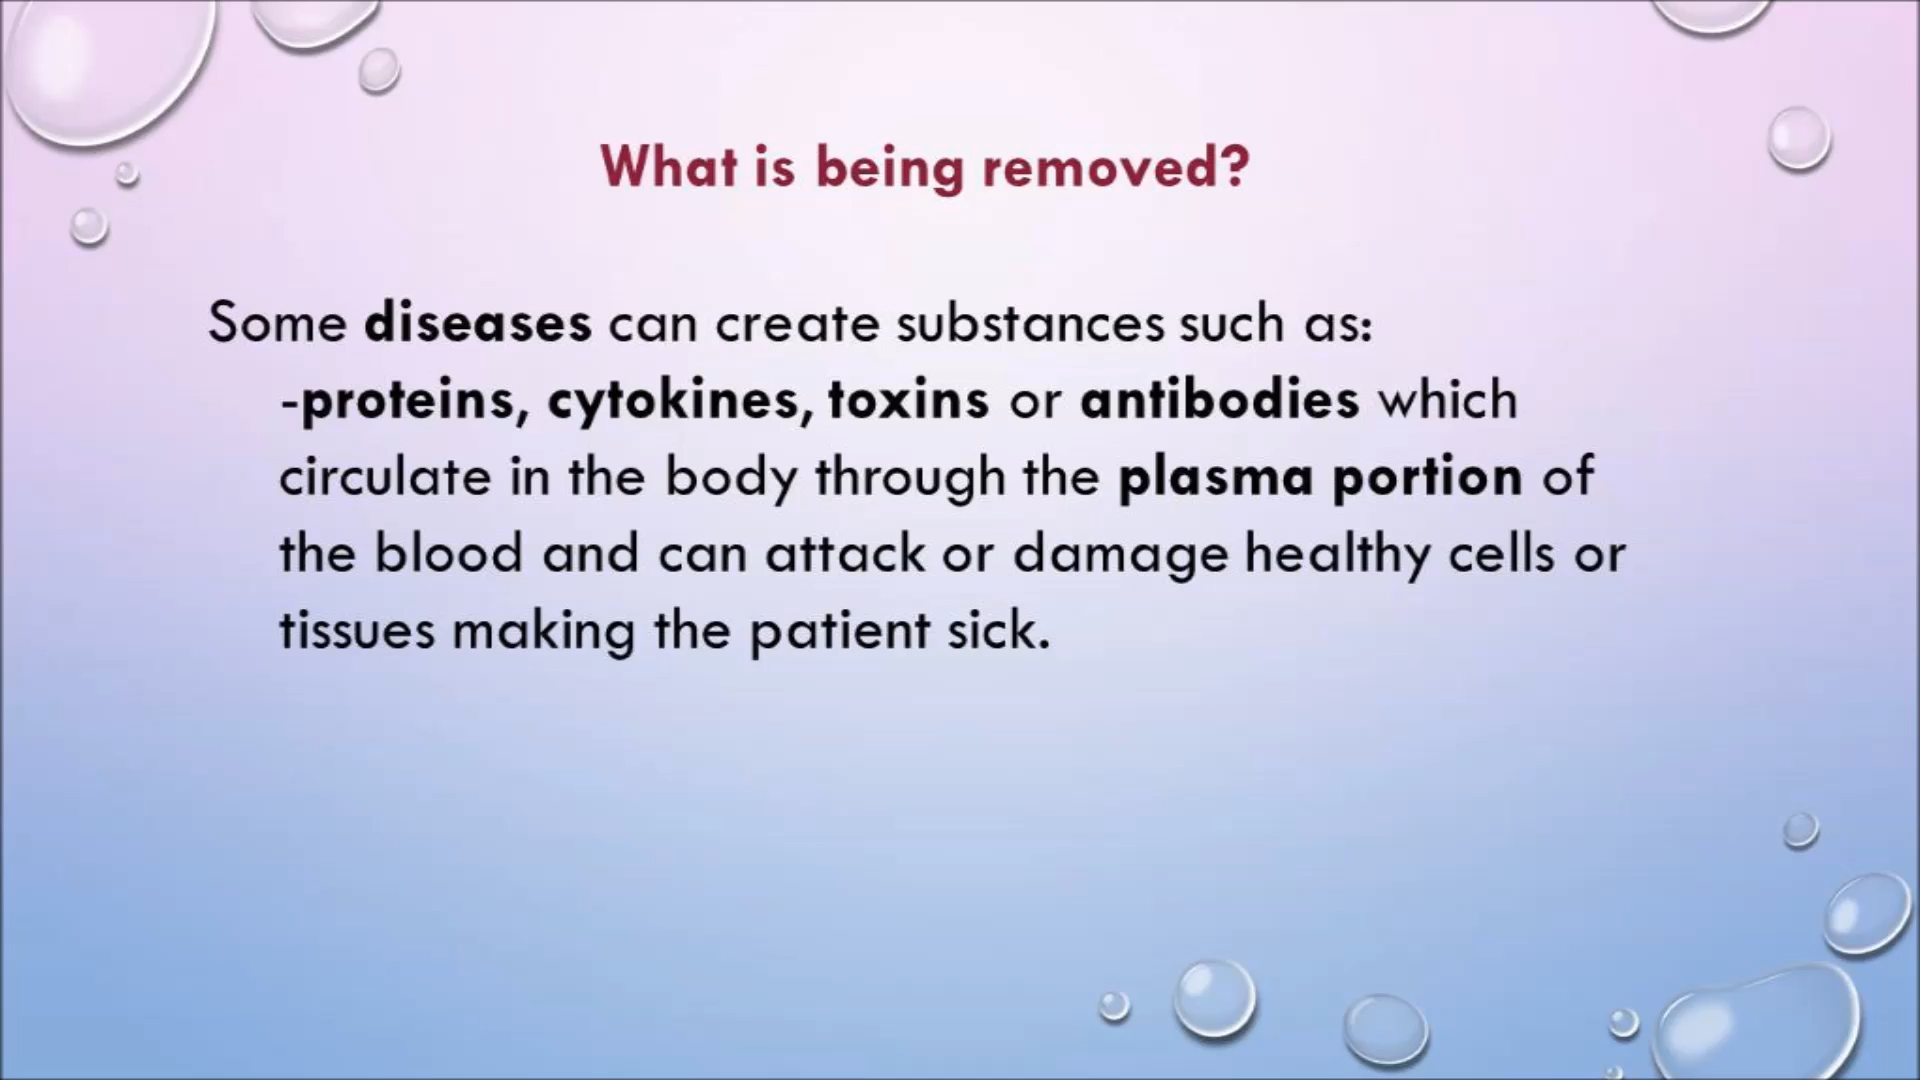 What is being removed?
Some diseases can create substances such as:
-proteins, cytokines, toxins or antibodies which
circulate in the body through the plasma portion of
the blood and can attack or damage healthy cells or
tissues making the patient sick.